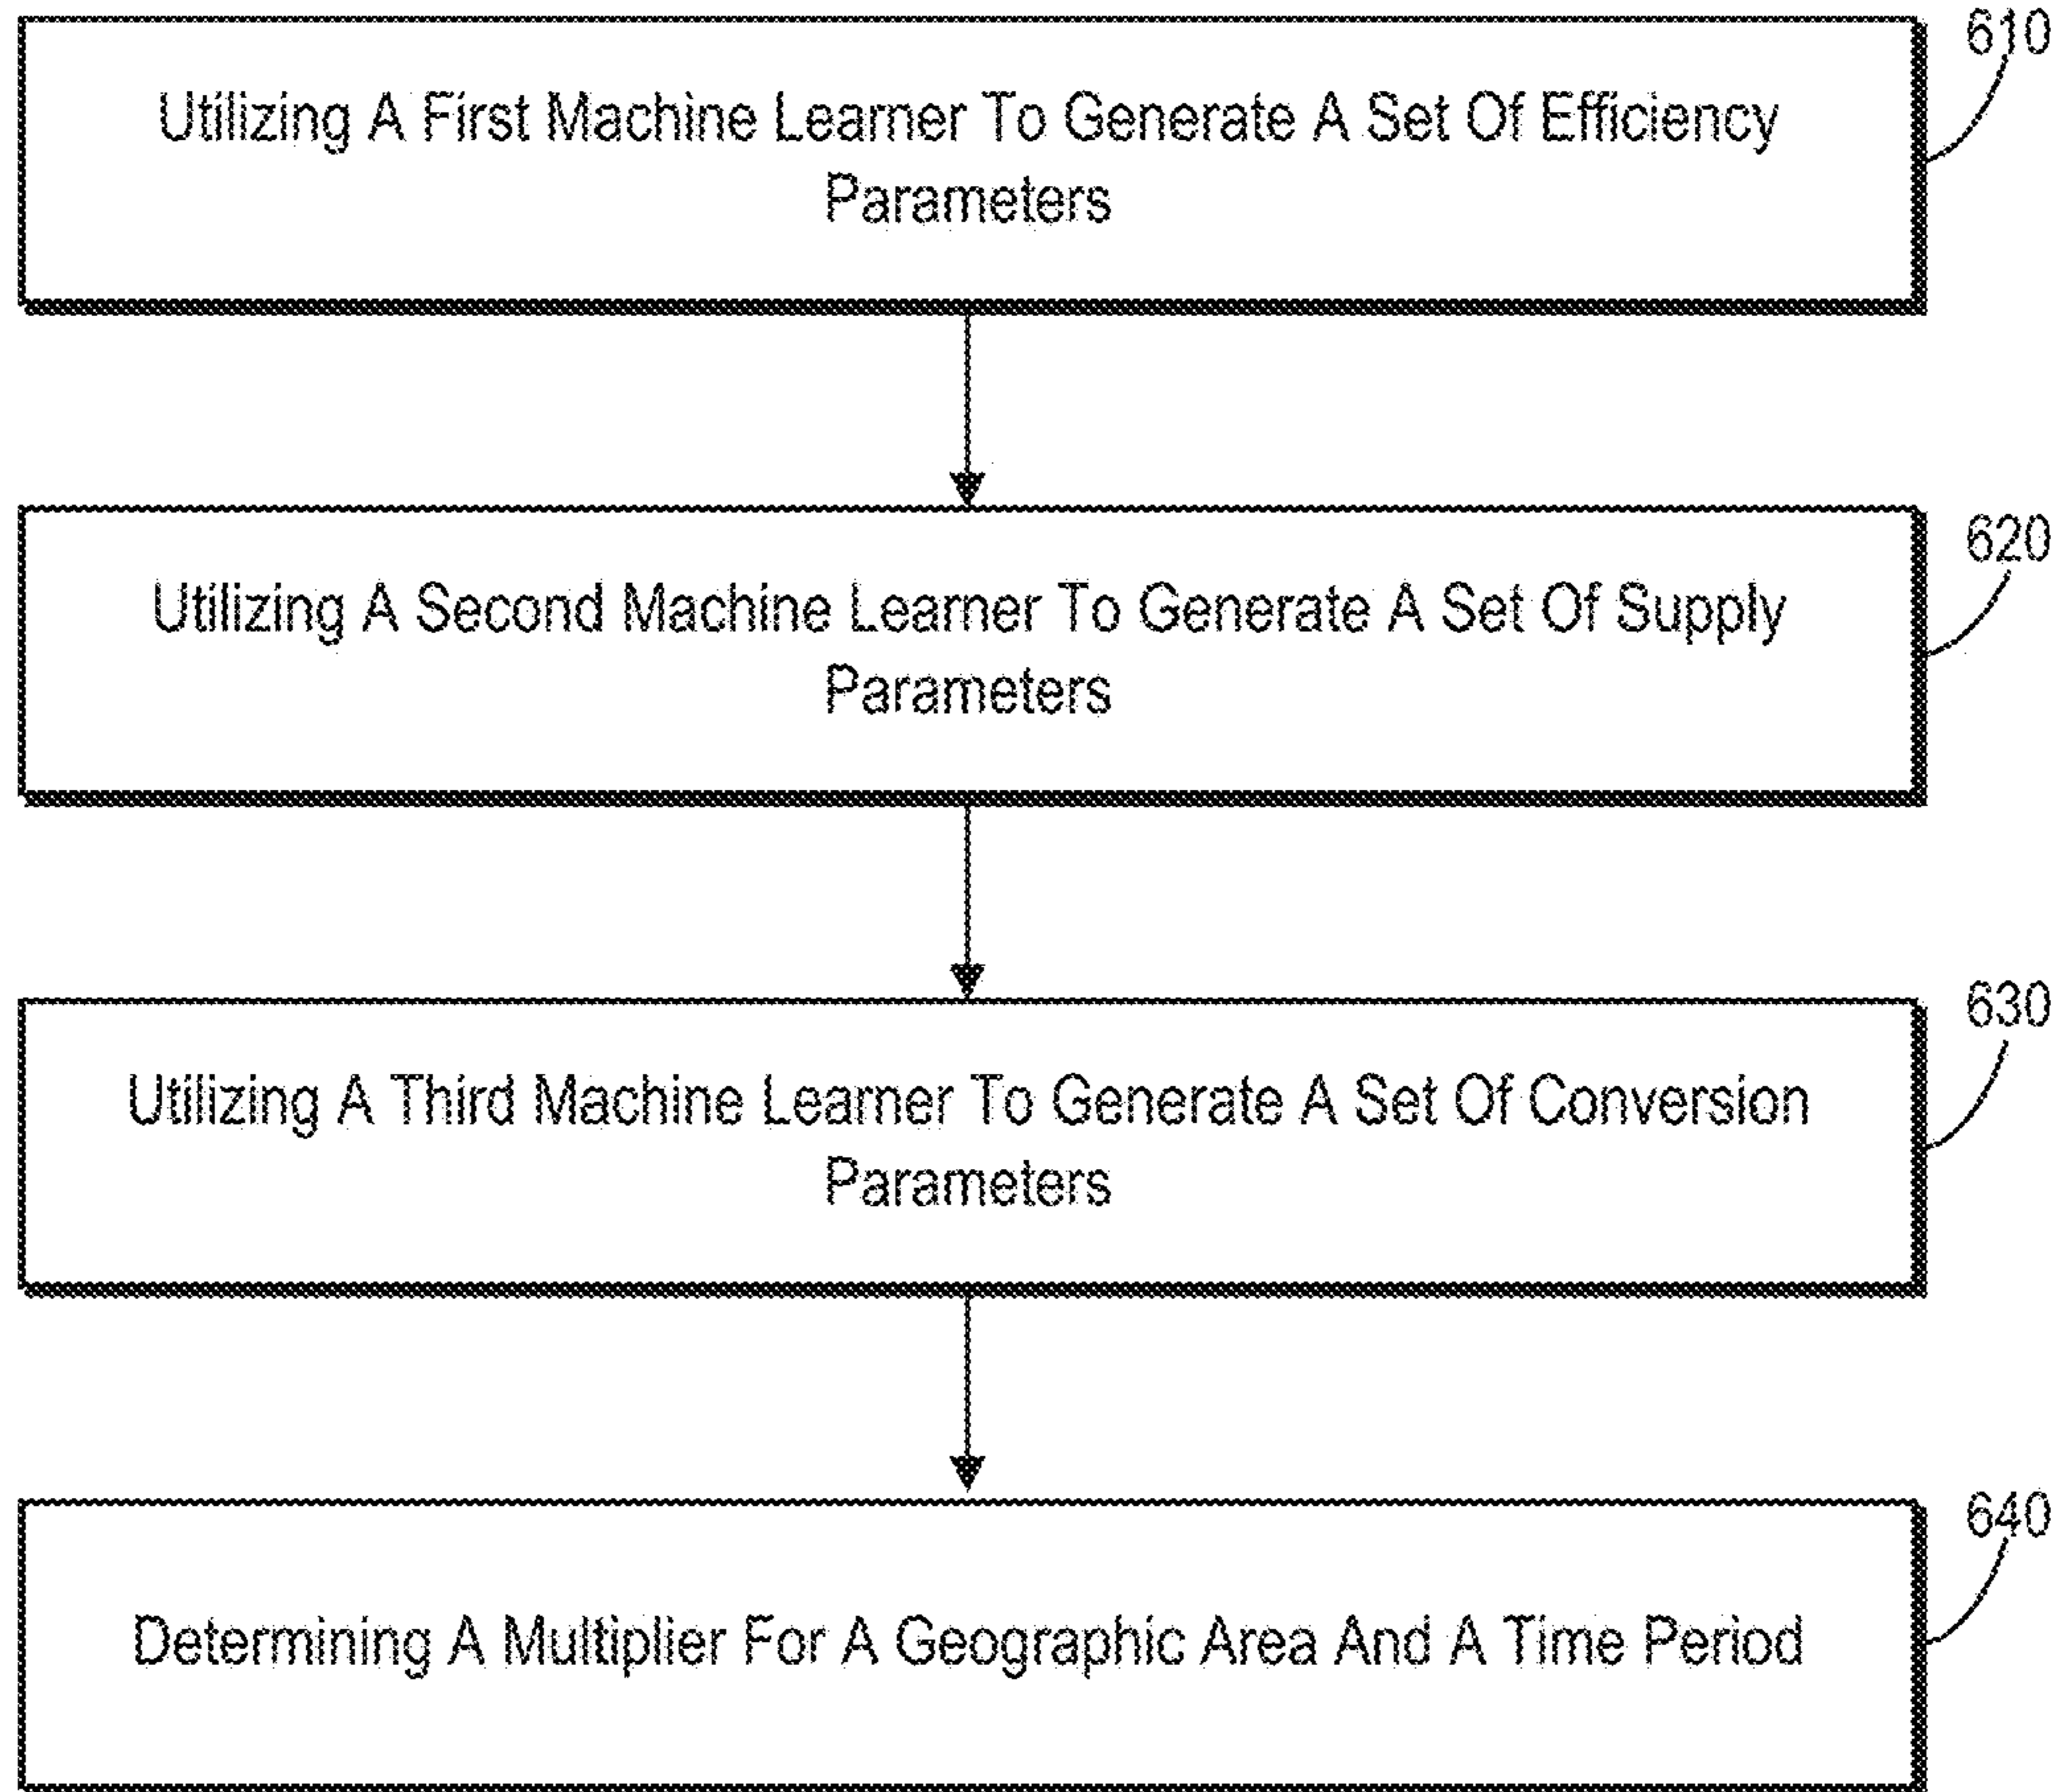 610
Utilizing A First Machine Learner To Generate A Set Of Efficiency
Parameters
620
Utilizing A Second Machine Learner To Generate A Set Of Supply
Parameters
630
Utilizing A Third Machine Learner To Generate A Set Of Conversion
Parameters
640
Determining A Multiplier For A Geographic Area And A Time Period